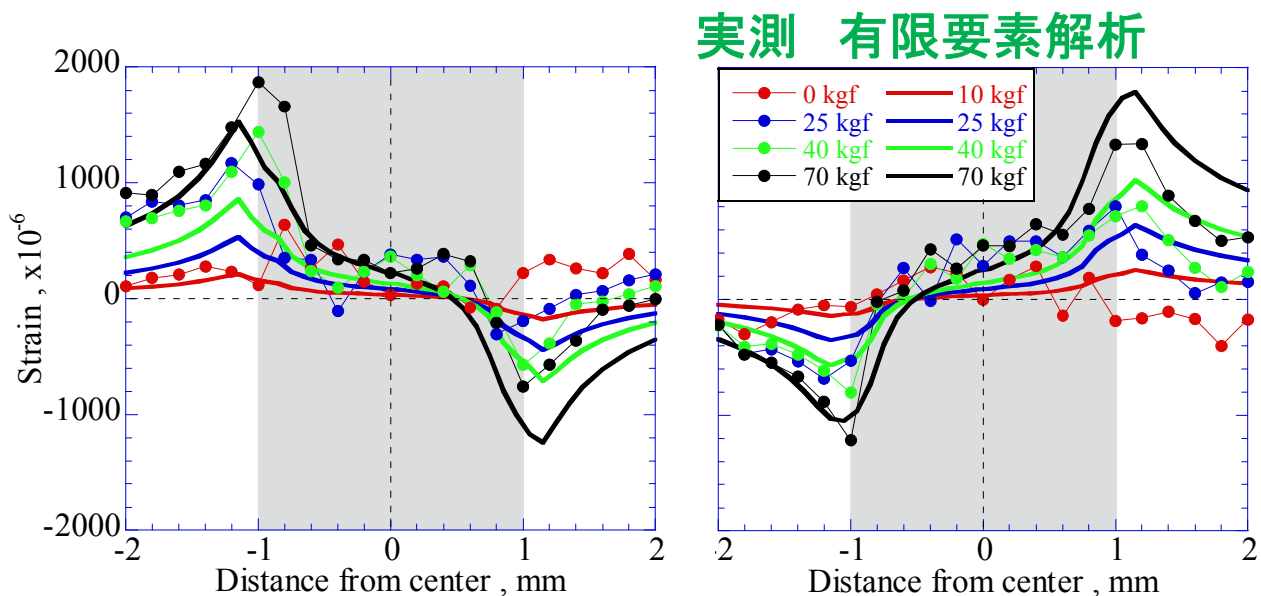 実測 有限要素解析
2000
1000
0
-1000
-2000
Strain , x10-6
-2 -1 0 1 2
Distance from center , mm
0 kgf 10 kgf
25 kgf 25 kgf
40 kgf 40 kgf
70 kgf 70 kgf
-2 -1 0 1 2
Distance from center , mm